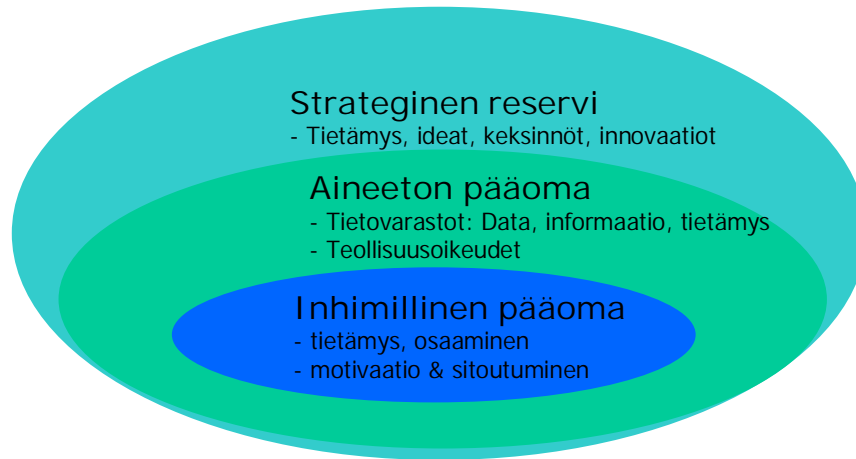 Strateginen reservi
- Tietämys, ideat, keksinnöt, innovaatiot
Aineeton pääoma
- Tietovarastot: Data, informaatio, tietämys
- Teollisuusoikeudet
Inhimillinen pääoma
- tietämys, osaaminen
- motivaatio & sitoutuminen